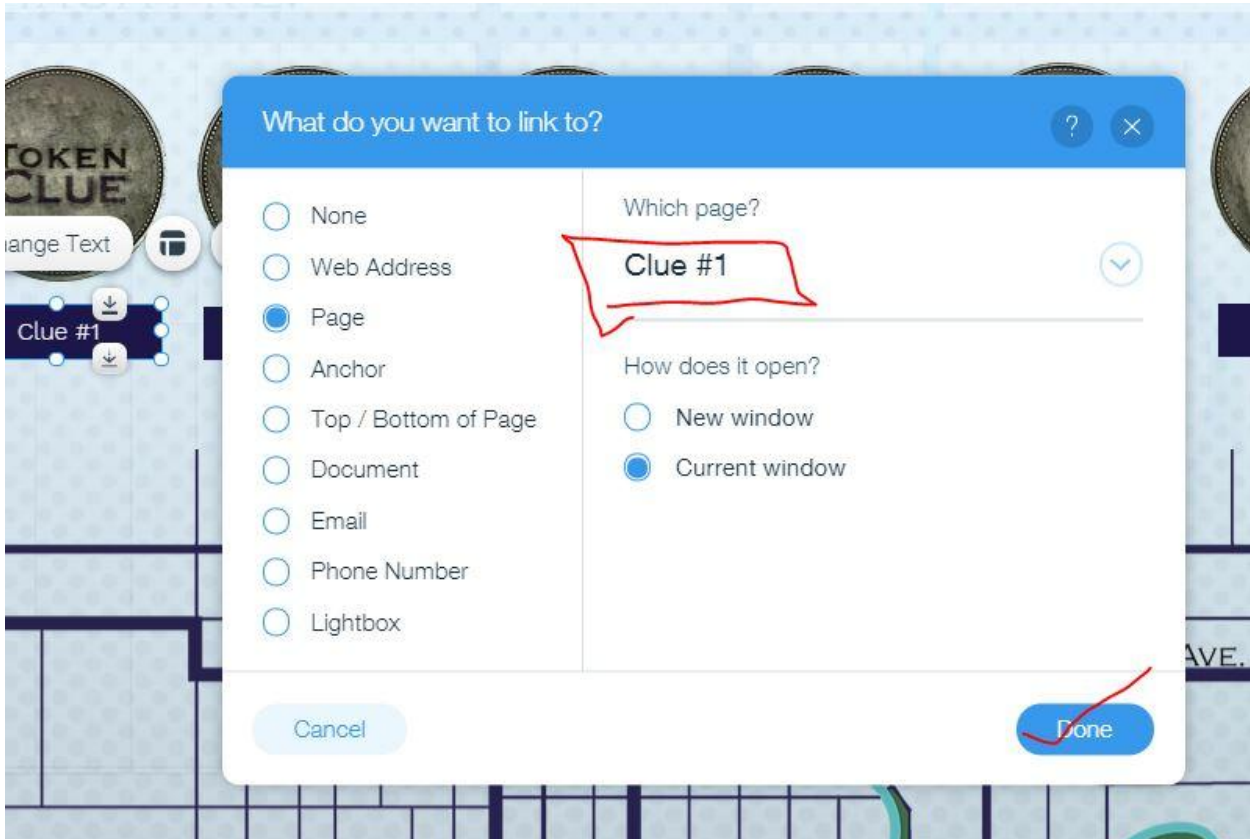 What do you want to link to?
?
TOKEN
CLUE
ange Text
Clue #1
None
Web Address
Page
Anchor
Top / Bottom of Page
Document
Email
Phone Number
Lightbox
Which page?
Clue #1
How does it open?
New window
Current window
AVE.
Cancel
Done